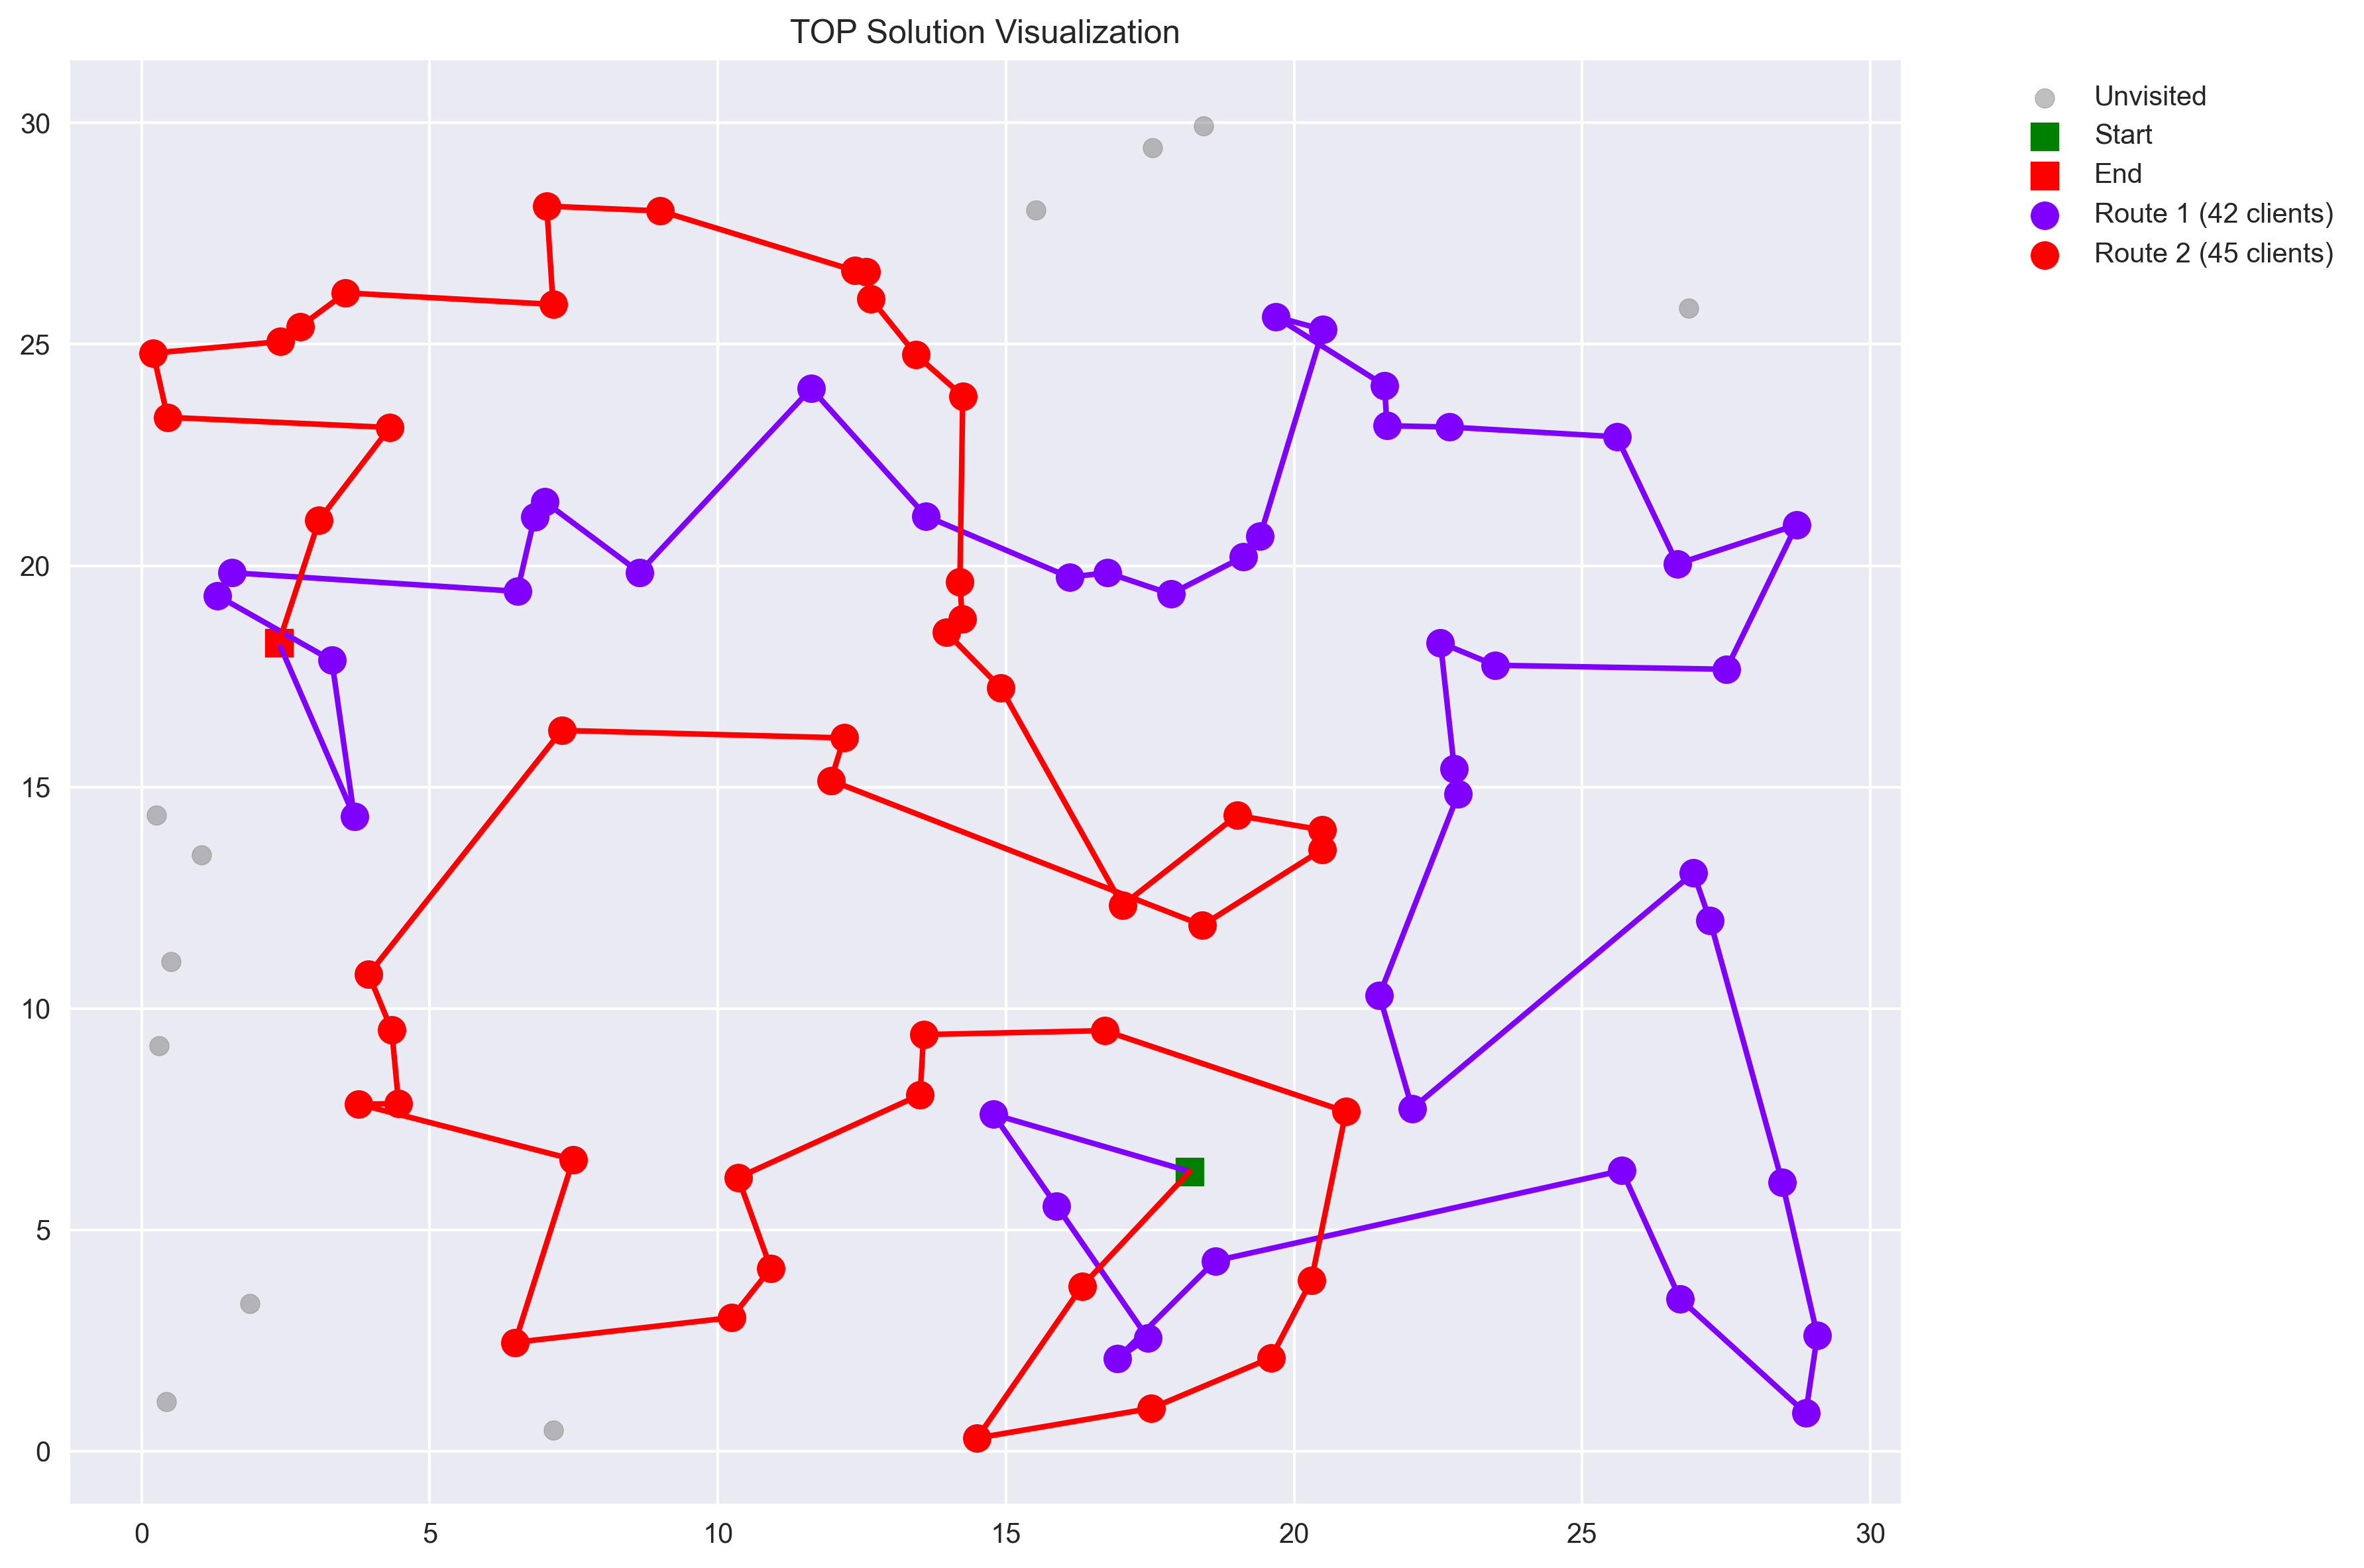 TOP Solution Visualization
30
25
20
15
10
5
0
0 5 10 15 20 25 30
Unvisited
Start
End
Route 1 (42 clients)
Route 2 (45 clients)